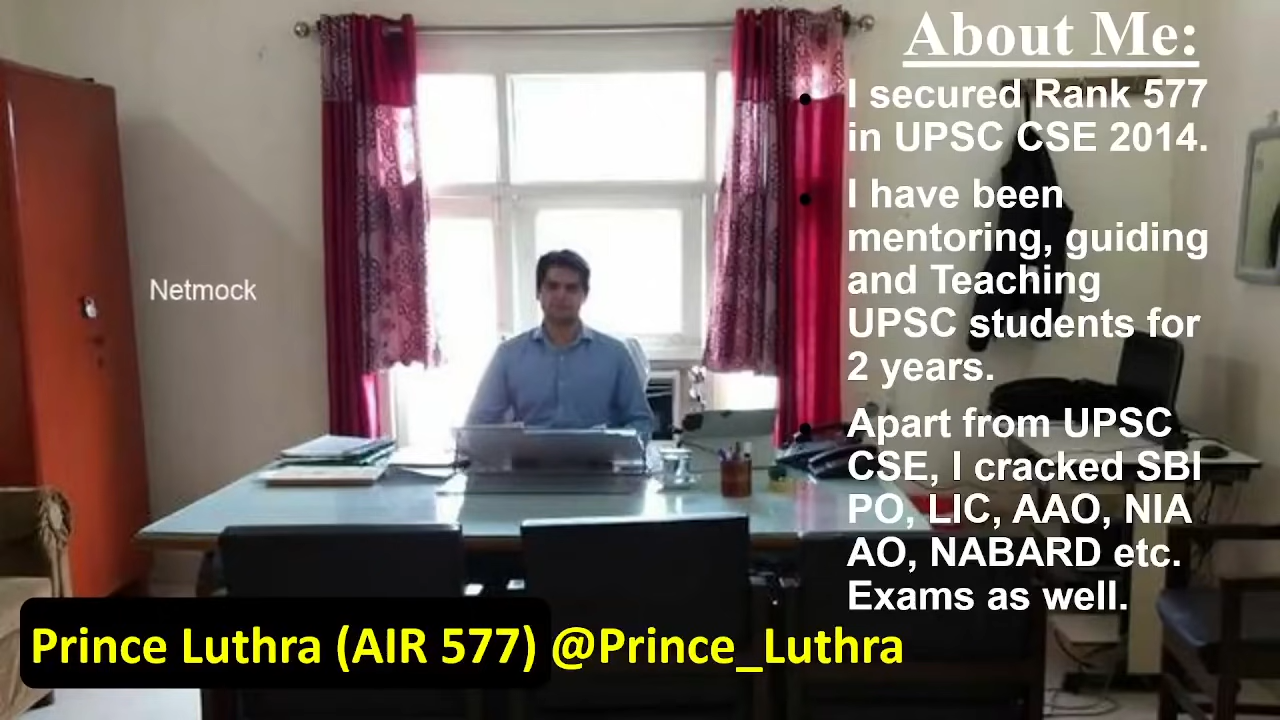 About Me:
I secured Rank 577
in UPSC CSE 2014.
I have been
mentoring, guiding
and Teaching
UPSC students for
2 years.
Apart from UPSC
CSE, I cracked SBI
PO, LIC, AAO, NIA
AO, NABARD etc.
Exams as well.
Netmock
Prince Luthra (AIR 577) @Prince_Luthra